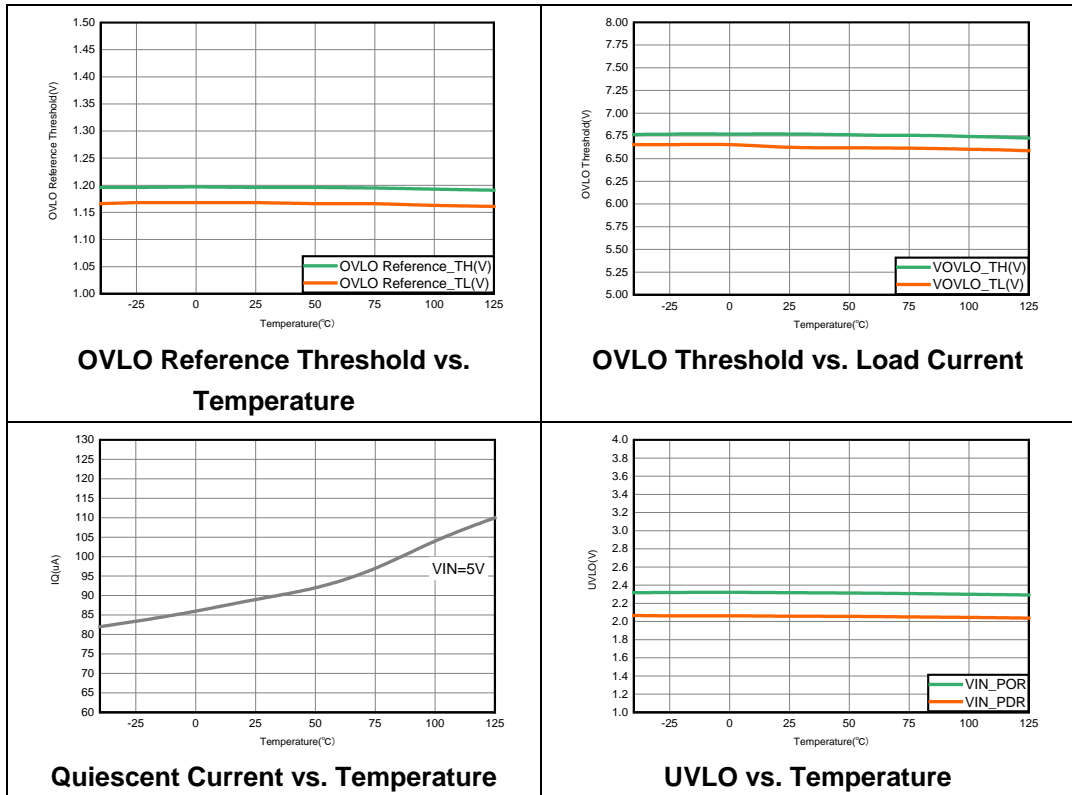 1.50
1.45
1.40
1.35
1.30
1.25
1.20
1.15
1.10
1.05
1.00
OVLO Reference Threshold(V)
OVLO Reference_TH(V)
OVLO Reference_TL(V)
-25 0 25 50 75 100 125
Temperature(℃)
OVLO Reference Threshold vs.
Temperature
8.00
7.75
7.50
7.25
7.00
6.75
6.50
6.25
6.00
5.75
5.50
5.25
5.00
OVLO Threshold(V)
VOVLO_TH(V)
VOVLO_TL(V)
-25 0 25 50 75 100 125
Temperature(℃)
OVLO Threshold vs. Load Current
130
125
120
115
110
105
100
95
90
85
80
75
70
65
60
IQ(uA)
VIN=5V
-25 0 25 50 75 100 125
Temperature(℃)
Quiescent Current vs. Temperature
4.0
3.8
3.6
3.4
3.2
3.0
2.8
2.6
2.4
2.2
2.0
1.8
1.6
1.4
1.2
1.0
UVLO(V)
VIN_POR
VIN_PDR
-25 0 25 50 75 100 125
Temperature(℃)
UVLO vs. Temperature